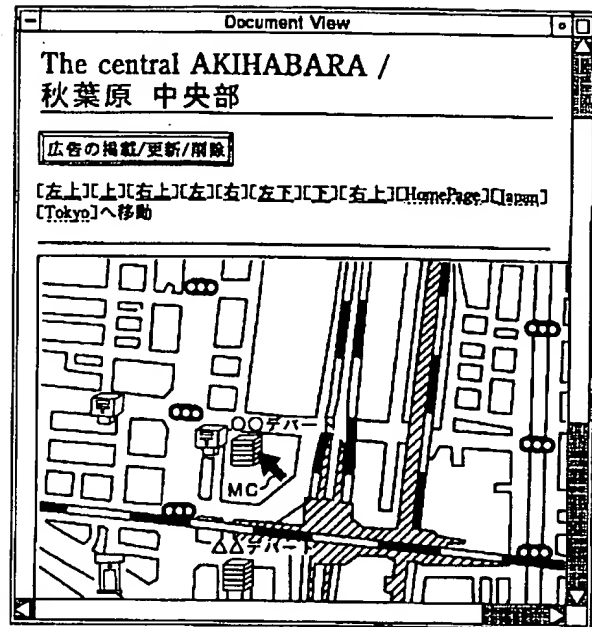 Document View
The central AKIHABARA /
秋葉原 中央部
広告の掲載/更新/削除
[左上][上][右上][左][右][左下][下][右上][HomePage][Japan]
[Tokyo]へ移動
○○デパー
MC
△△デパート